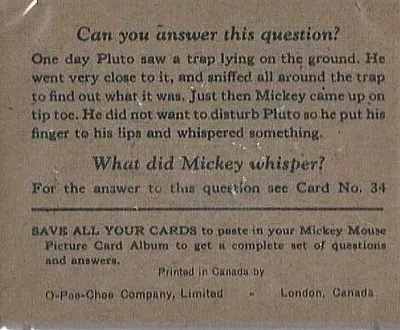 Can you answer this question?
One day Pluto saw a trap lying on the ground. He
went very close to it, and sniffed all around the trap
to find out what it was. Just then Mickey came up on
tip toe. He did not want to disturb Pluto so he put his
finger to his lips and whispered something.
What did Mickey whisper?
For the answer to this question see Card No. 34
SAVE ALL YOUR CARDS to paste in your Mickey Mouse
Picture Card Album to get a complete set of questions
and answers.
Printed in Canada by
O-Pee-Chee Company, Limited - London, Canada